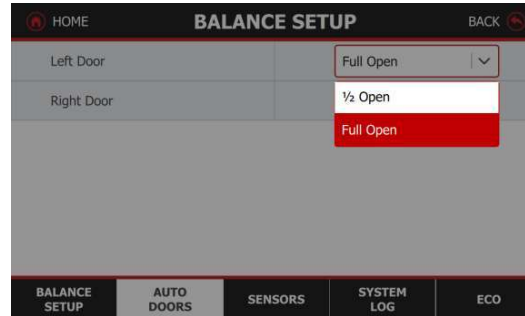 HOME
BALANCE SETUP
BACK
Left Door
Full Open
Right Door
½ Open
Full Open
BALANCE SETUP
AUTO DOORS
SENSORS
SYSTEM LOG
ECO